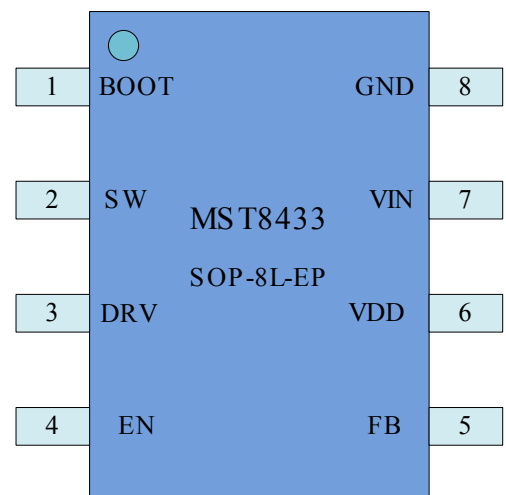 1 BOOT GND 8
2 SW VIN 7
MST8433
SOP-8L-EP
3 DRV VDD 6
4 EN FB 5